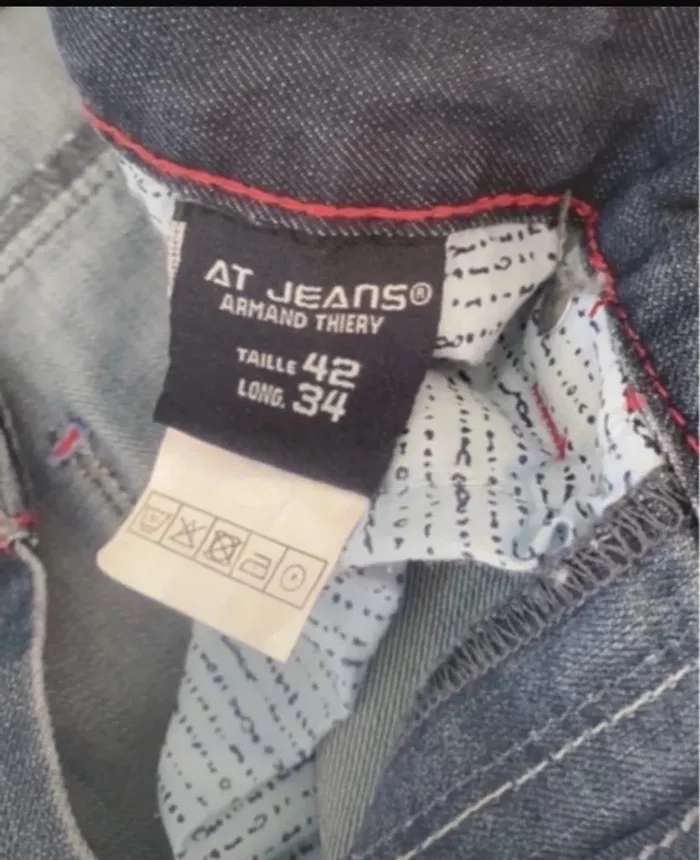 AT JEANS®
ARMAND THIERY
TAILLE 42
LONG. 34